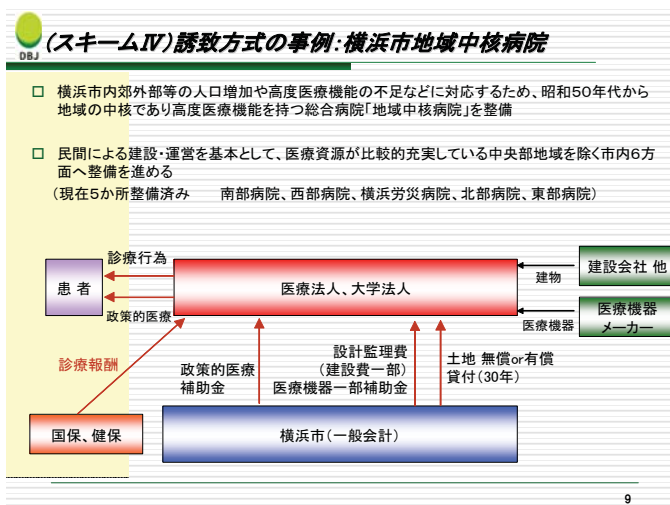 DBJ
(スキームⅣ)誘致方式の事例:横浜市地域中核病院
□ 横浜市内郊外部等の人口増加や高度医療機能の不足などに対応するため、昭和50年代から
地域の中核であり高度医療機能を持つ総合病院「地域中核病院」を整備
□ 民間による建設・運営を基本として、医療資源が比較的充実している中央部地域を除く市内6方
面へ整備を進める
(現在5か所整備済み 南部病院、西部病院、横浜労災病院、北部病院、東部病院)
診療行為
患 者
政策的医療
医療法人、大学法人
建物
建設会社 他
医療機器
医療機器
メーカー
診療報酬
政策的医療
補助金
設計監理費
(建設費一部)
医療機器一部補助金
土地 無償or有償
貸付(30年)
国保、健保
横浜市(一般会計)
9